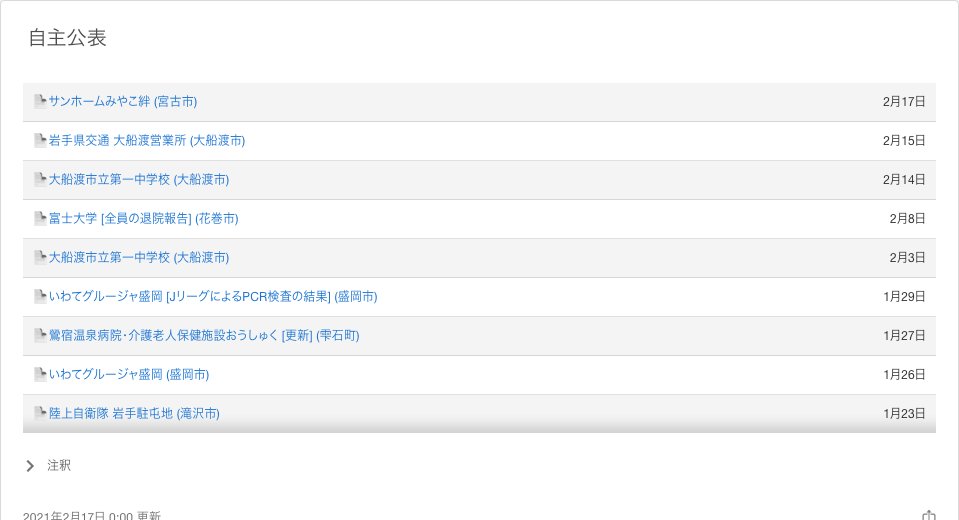 自主公表
サンホームみやこ絆 (宮古市) 2月17日
岩手県交通 大船渡営業所 (大船渡市) 2月15日
大船渡市立第一中学校 (大船渡市) 2月14日
富士大学 [全員の退院報告] (花巻市) 2月8日
大船渡市立第一中学校 (大船渡市) 2月3日
いわてグルージャ盛岡 [JリーグによるPCR検査の結果] (盛岡市) 1月29日
鶯宿温泉病院・介護老人保健施設おうしゅく [更新] (雫石町) 1月27日
いわてグルージャ盛岡 (盛岡市) 1月26日
陸上自衛隊 岩手駐屯地 (滝沢市) 1月23日
注釈
2021年2月17日 0:00 更新